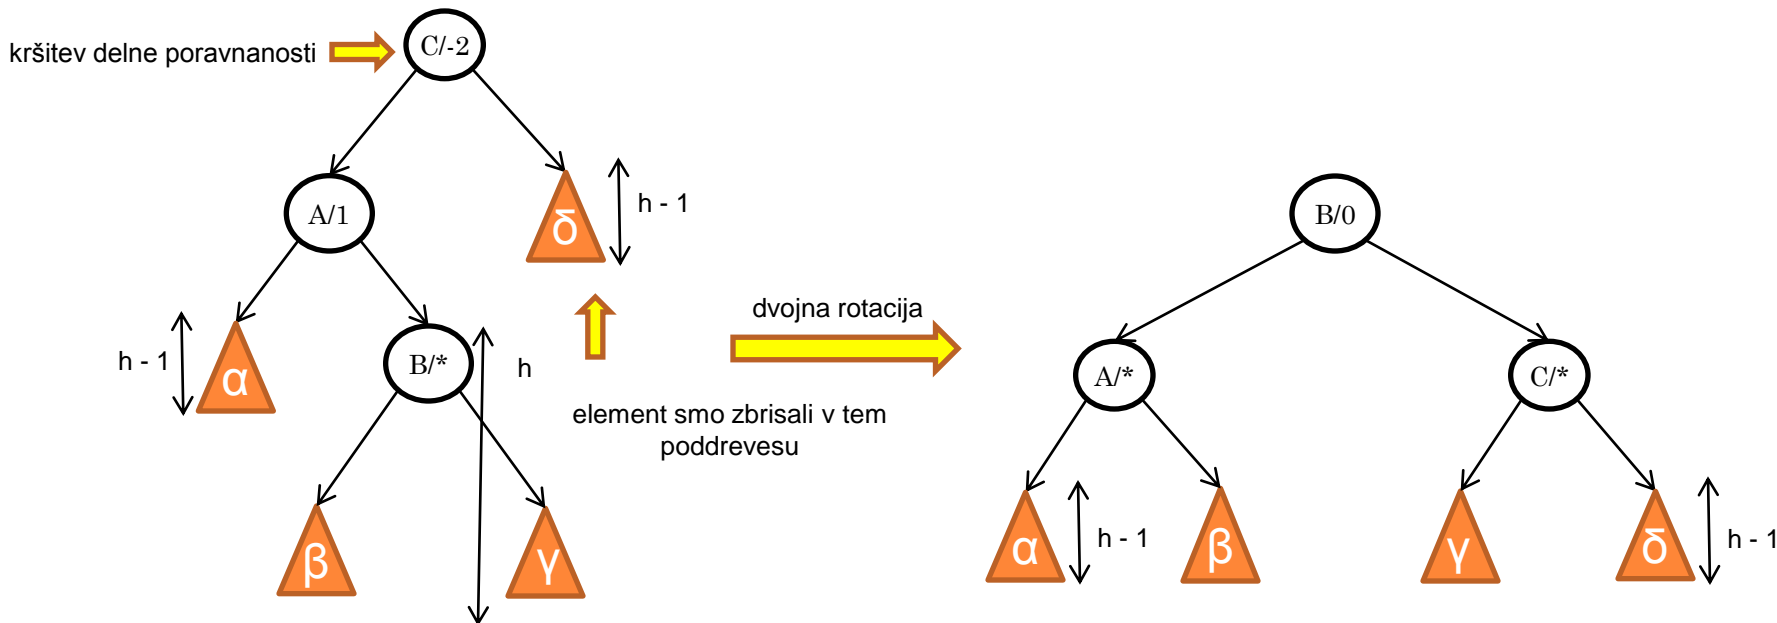 kršitev delne poravnanosti
C/-2
A/1
δ
h - 1
h - 1
α
B/*
h
β
γ
element smo zbrisali v tem
poddrevesu
dvojna rotacija
B/0
A/*
C/*
α
h - 1
β
γ
δ
h - 1